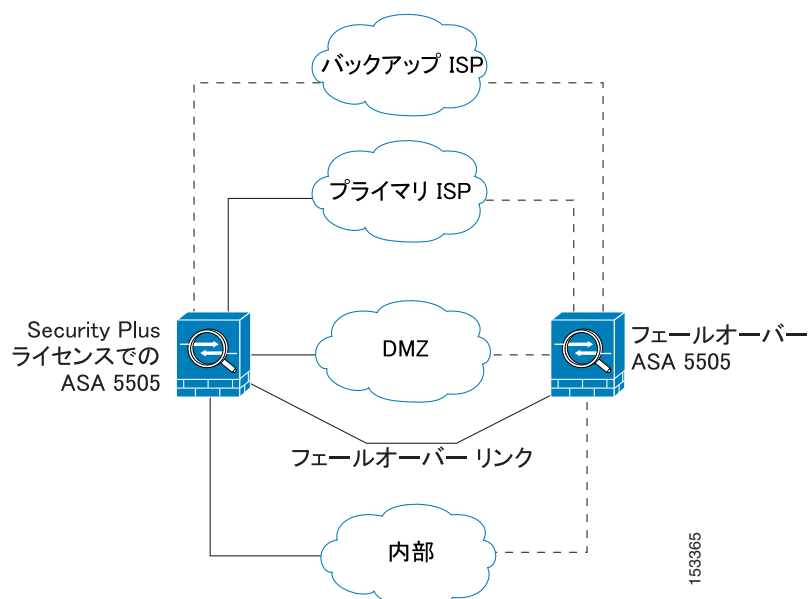 バックアップ ISP
プライマリ ISP
Security Plus
ライセンスでの
ASA 5505
DMZ
フェールオーバー
ASA 5505
フェールオーバー リンク
内部
153365